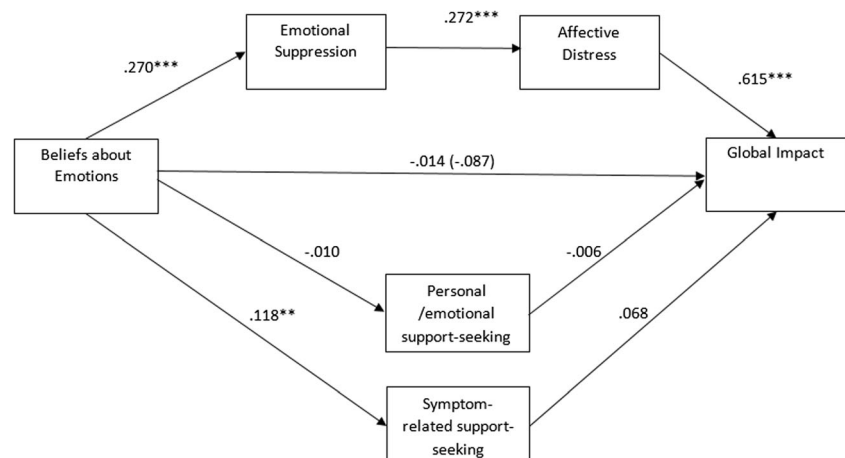 Emotional
Suppression
.272***
Affective
Distress
.270***
.615***
Beliefs about
Emotions
-.014 (-.087)
Global Impact
-.010
-.006
Personal
/emotional
support-seeking
.118**
.068
Symptom-
related support-
seeking